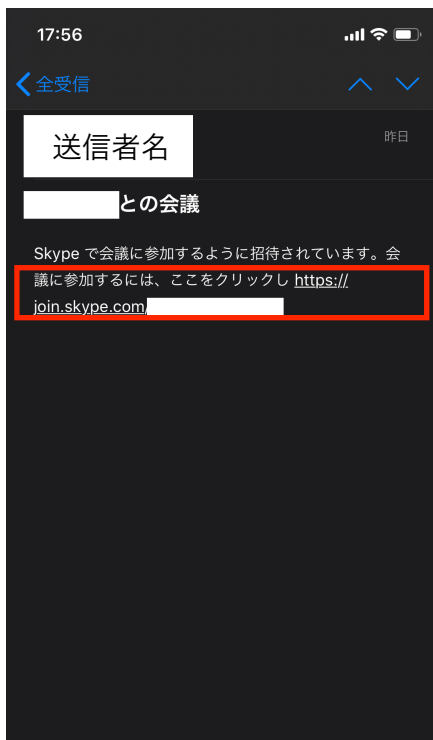 17:56
全受信
送信者名
昨日
との会議
Skype で会議に参加するように招待されています。会
議に参加するには、ここをクリックし https://
join.skype.com/